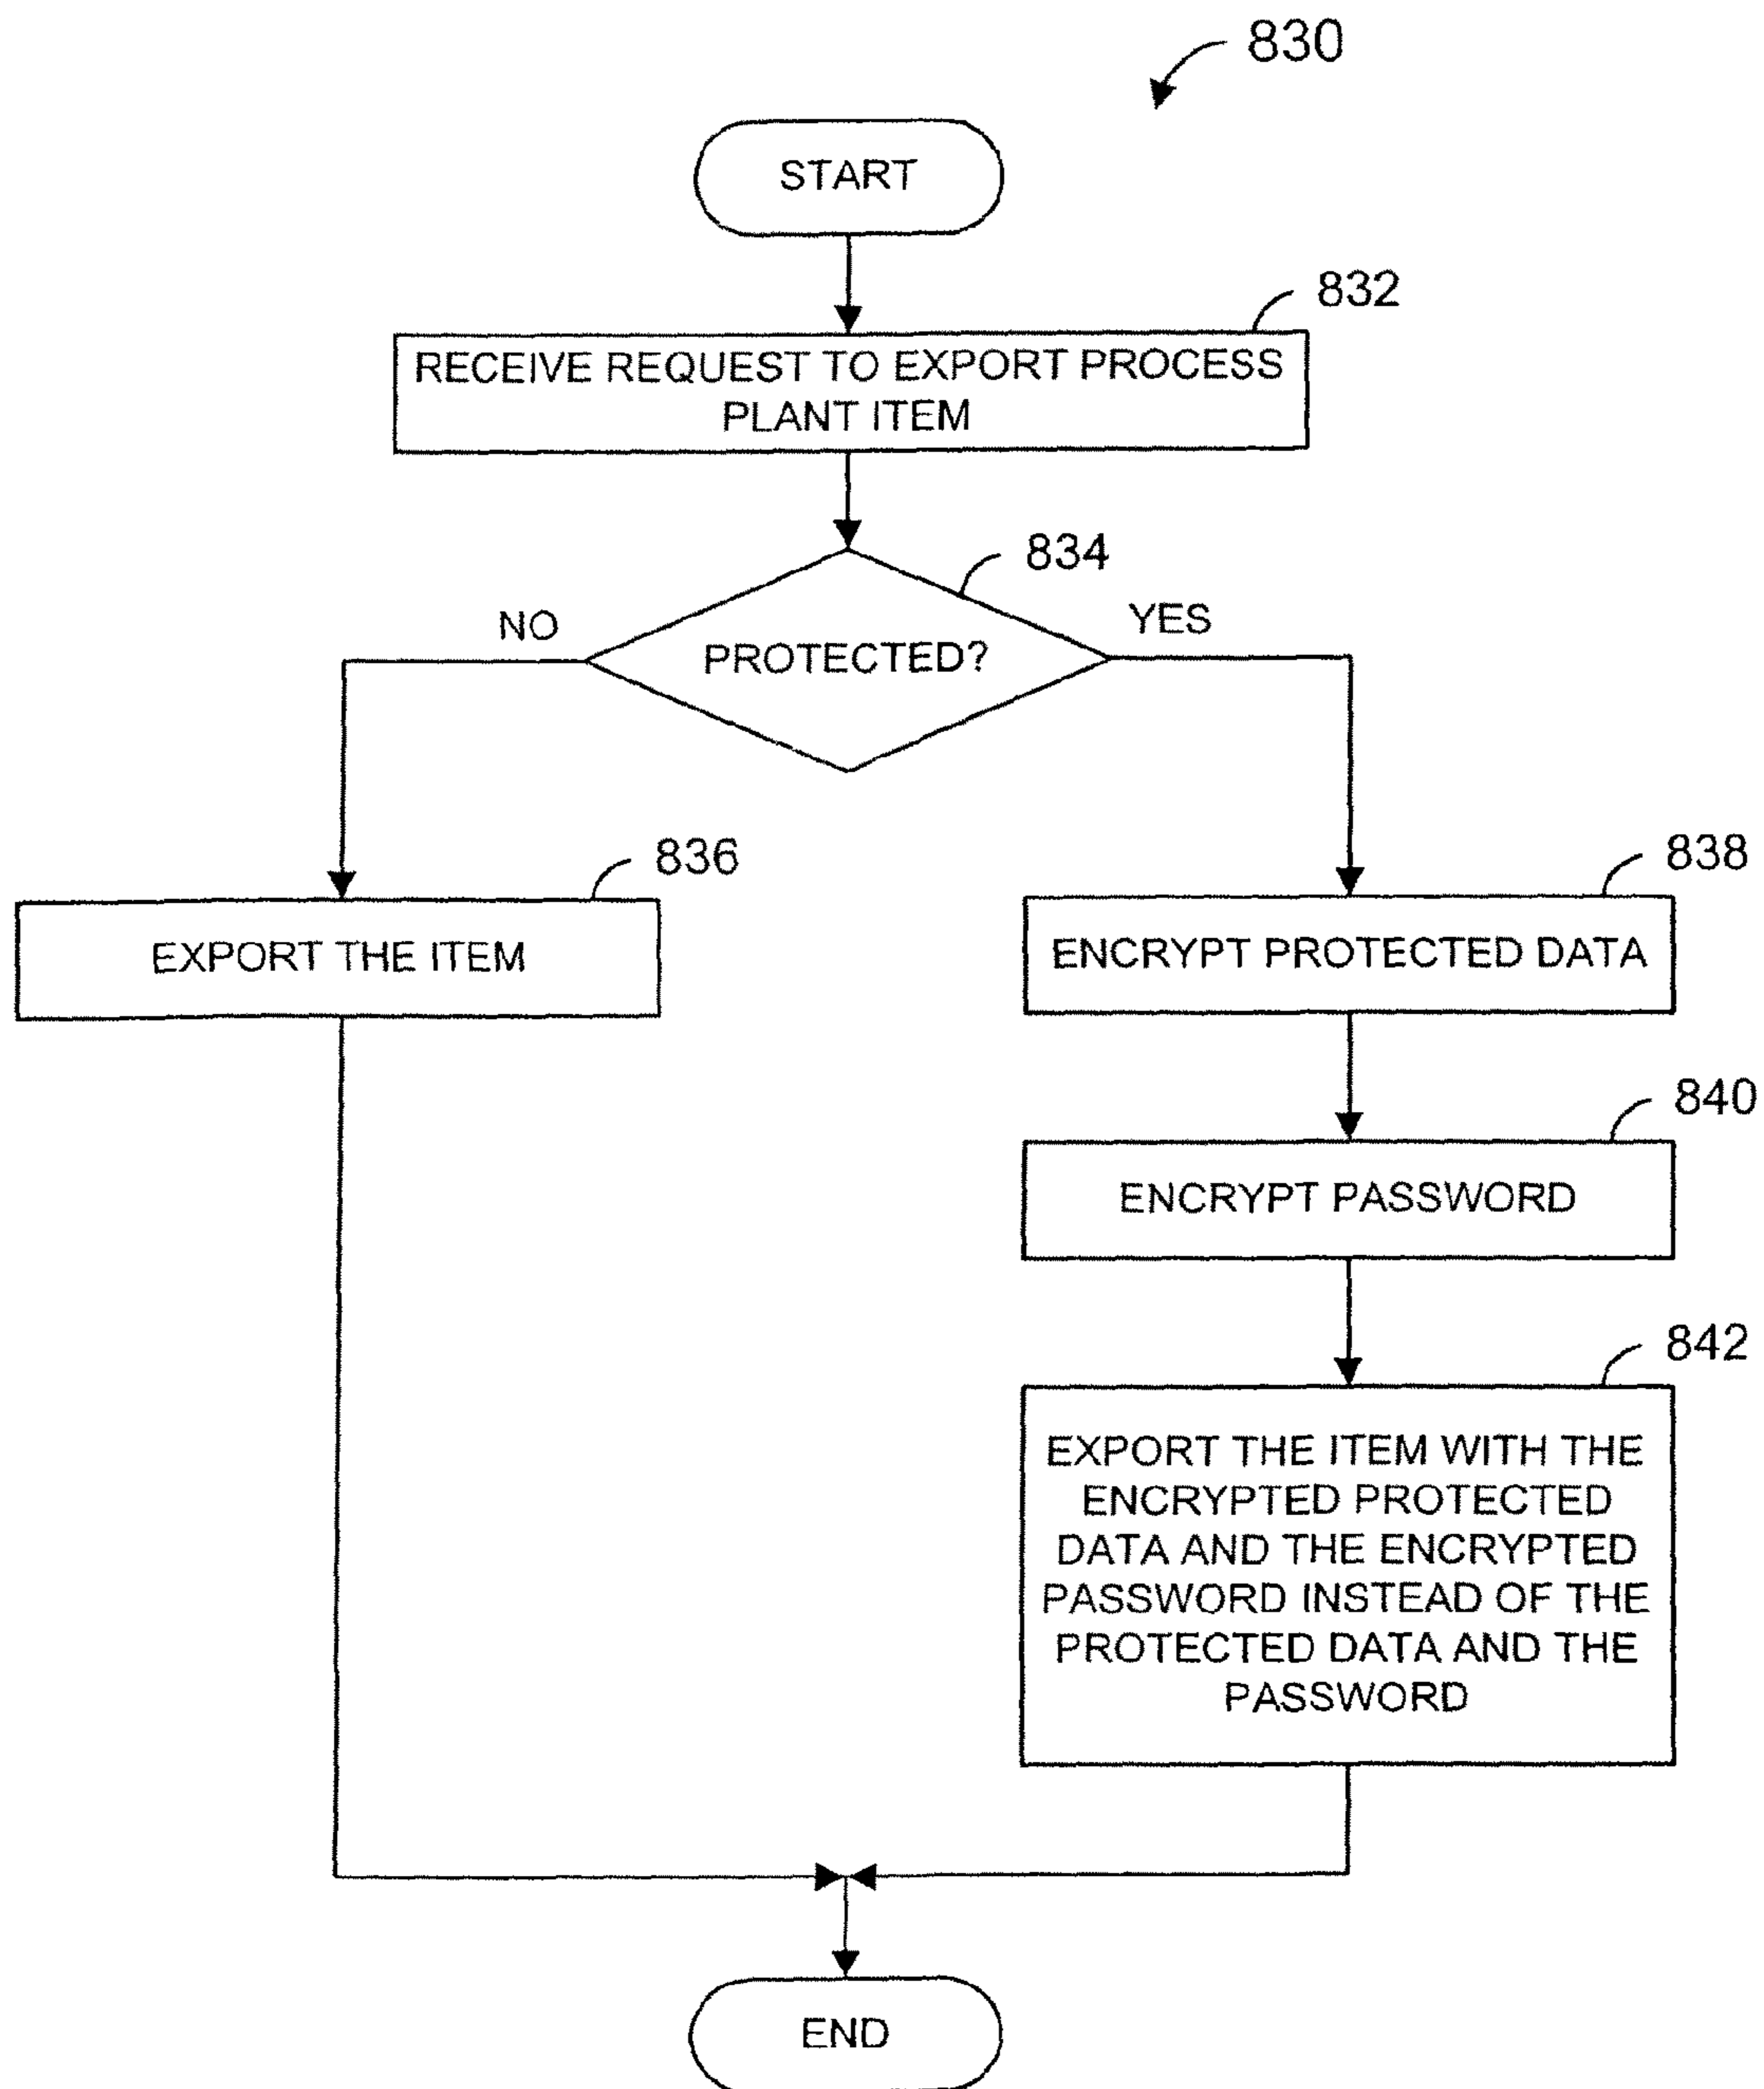 830
START
832
RECEIVE REQUEST TO EXPORT PROCESS
PLANT ITEM
834
NO
YES
PROTECTED?
836
838
EXPORT THE ITEM
ENCRYPT PROTECTED DATA
840
ENCRYPT PASSWORD
842
EXPORT THE ITEM WITH THE
ENCRYPTED PROTECTED
DATA AND THE ENCRYPTED
PASSWORD INSTEAD OF THE
PROTECTED DATA AND THE
PASSWORD
END